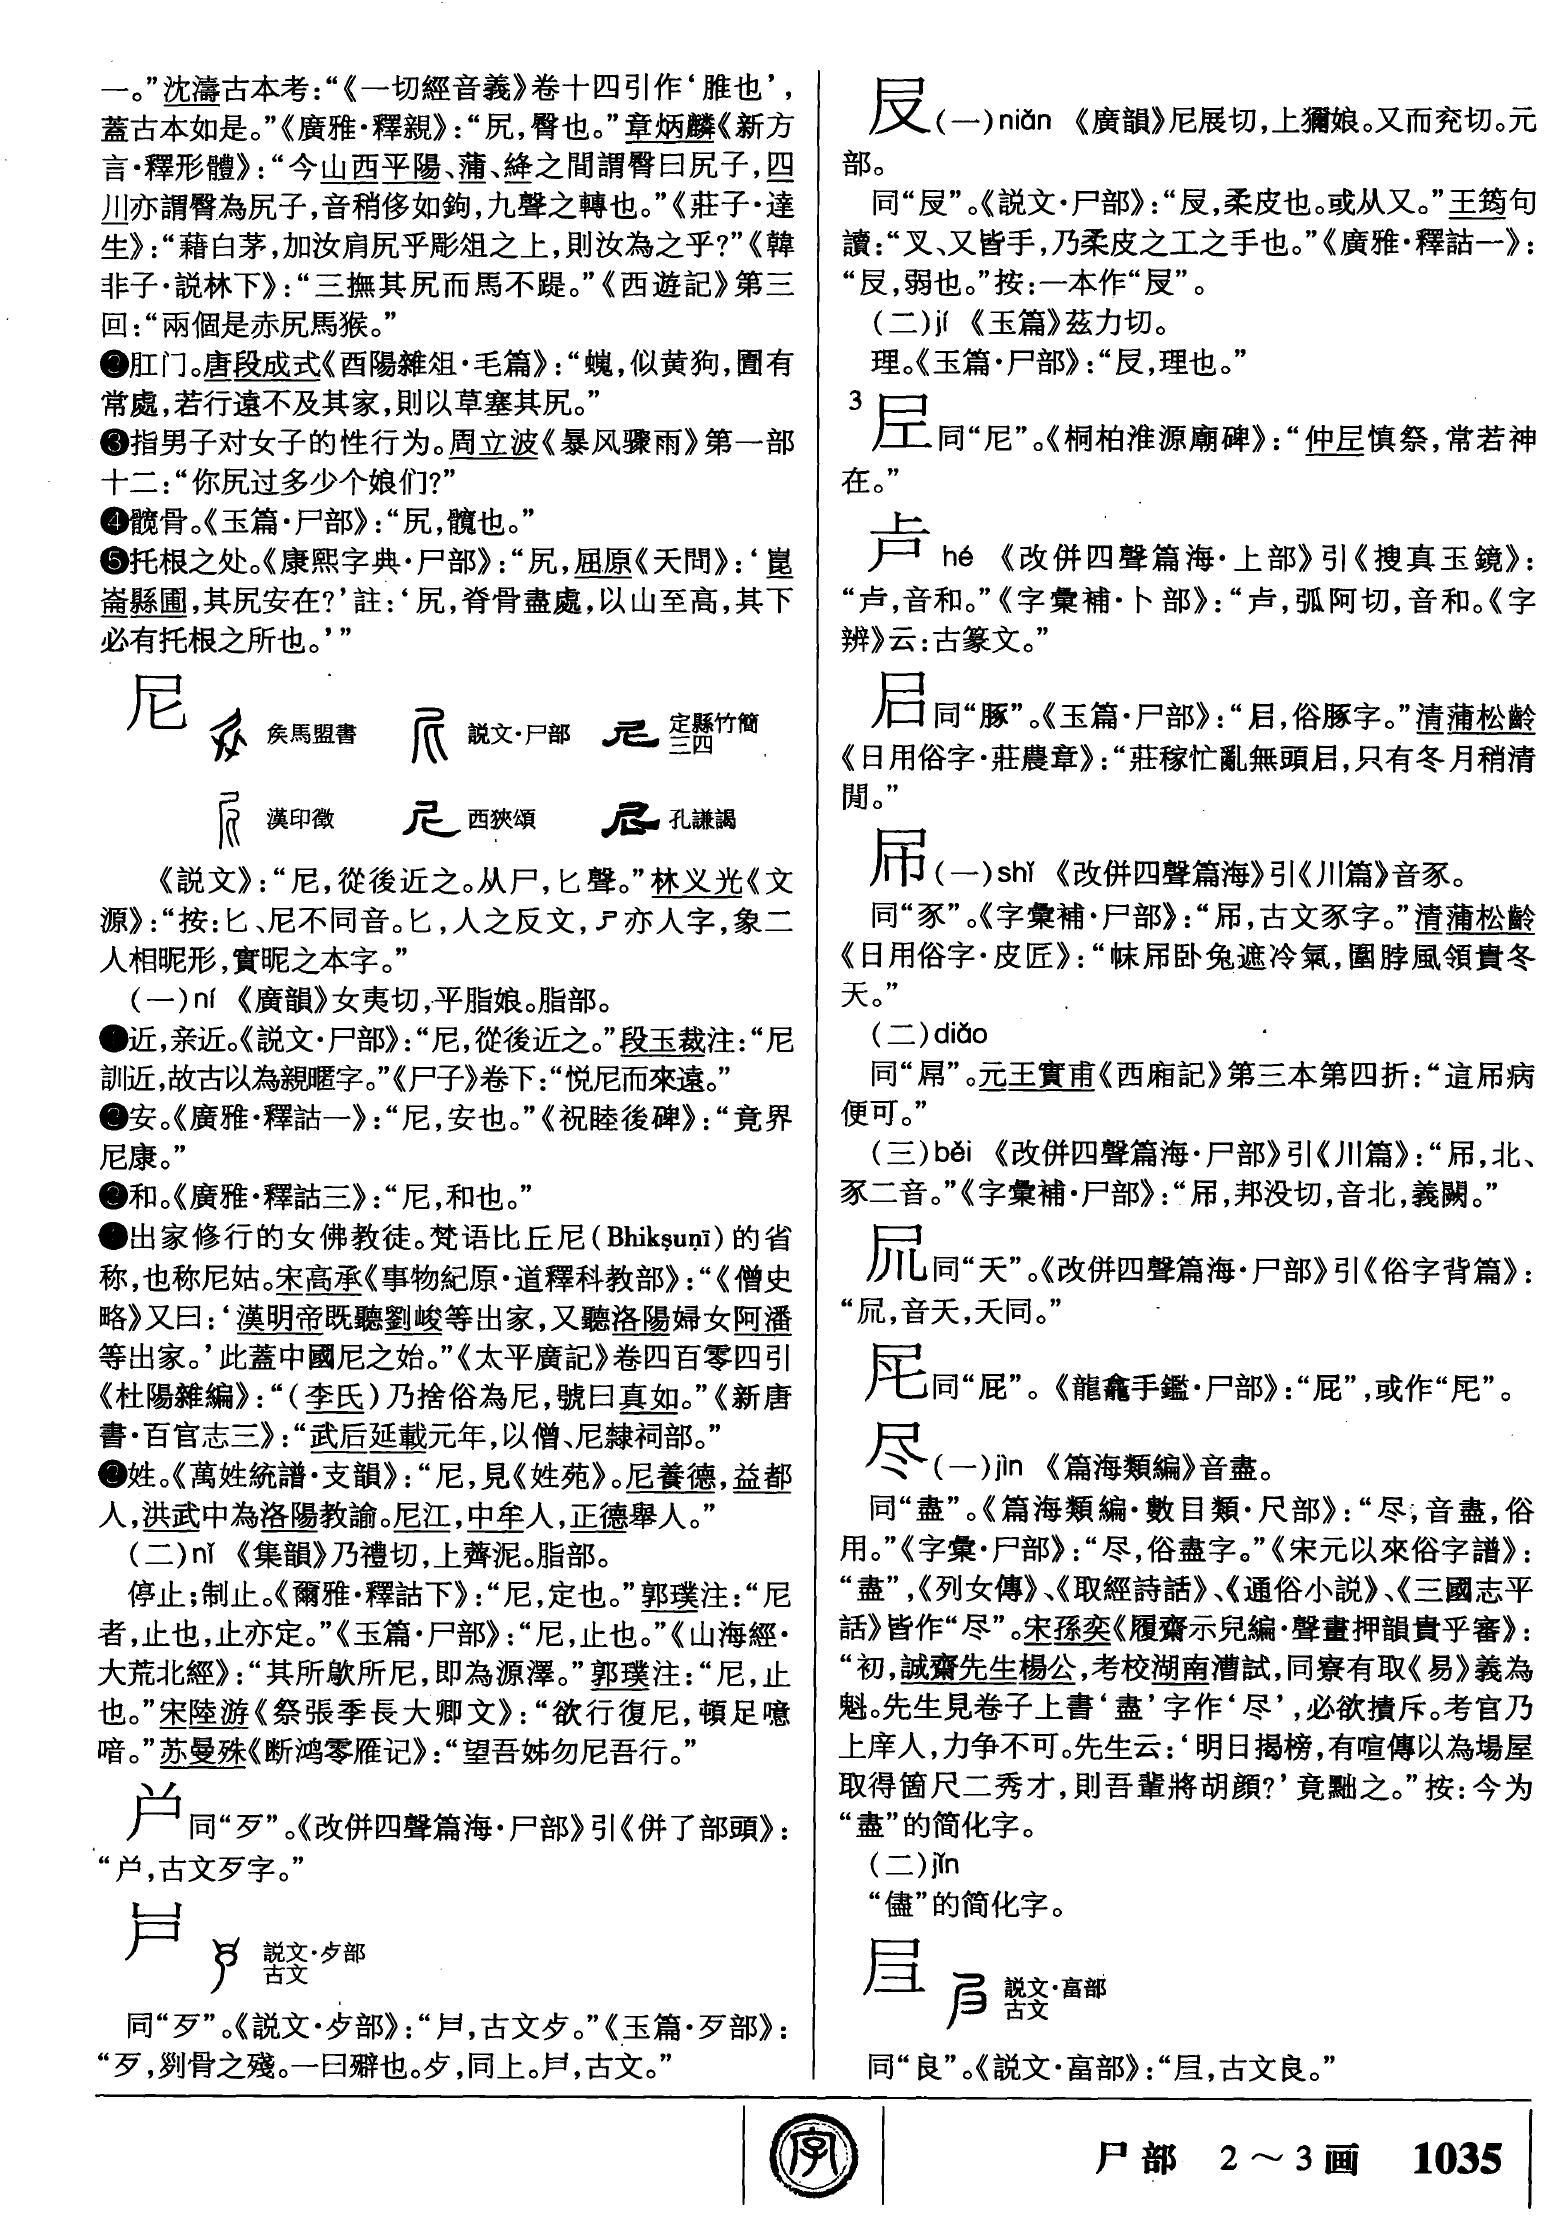 一。”沈濤古本考：“《一切經音義》卷十四引作‘脽也’，
蓋古本如是。”《廣雅·釋親》：“尻，臀也。”章炳麟《新方
言·釋形體》：“今山西平陽、蒲、絳之間謂臀曰尻子，四
川亦謂臀為尻子，音稍侈如鉤，九聲之轉也。”《莊子·達
生》：“藉白茅，加汝肩尻乎彫俎之上，則汝為之乎？”《韓
非子·説林下》：“三撫其尻而馬不踶。”《西遊記》第三
回：“兩個是赤尻馬猴。”
❷肛门。唐段成式《酉陽雜俎·毛篇》：“䗥，似黄狗，圊有
常處，若行遠不及其家，則以草塞其尻。”
❸指男子对女子的性行为。周立波《暴风骤雨》第一部
十二：“你尻过多少个娘们？”
❹髖骨。《玉篇·尸部》：“尻，髖也。”
❺托根之处。《康熙字典·尸部》：“尻，屈原《天問》：‘崑
崙縣圃，其尻安在？’註：‘尻，脊骨盡處，以山至高，其下
必有托根之所也。’”
尼 矦馬盟書 説文·尸部 定縣竹簡三四
漢印徵 西狹頌 孔謙謁
《説文》：“尼，從後近之。从尸，匕聲。”林义光《文
源》：“按：匕、尼不同音。匕，人之反文，尸亦人字，象二
人相昵形，實昵之本字。”
（一）ní 《廣韻》女夷切，平脂娘。脂部。
❶近，亲近。《説文·尸部》：“尼，從後近之。”段玉裁注：“尼
訓近，故古以為親暱字。”《尸子》卷下：“悦尼而來遠。”
❷安。《廣雅·釋詁一》：“尼，安也。”《祝睦後碑》：“竟界
尼康。”
❸和。《廣雅·釋詁三》：“尼，和也。”
❹出家修行的女佛教徒。梵语比丘尼（Bhikṣuṇī）的省
称，也称尼姑。宋高承《事物紀原·道釋科教部》：“《僧史
略》又曰：‘漢明帝既聽劉峻等出家，又聽洛陽婦女阿潘
等出家。’此蓋中國尼之始。”《太平廣記》卷四百零四引
《杜陽雜編》：“（李氏）乃捨俗為尼，號曰真如。”《新唐
書·百官志三》：“武后延載元年，以僧、尼隸祠部。”
❺姓。《萬姓統譜·支韻》：“尼，見《姓苑》。尼養德，益都
人，洪武中為洛陽教諭。尼江，中牟人，正德舉人。”
（二）nǐ 《集韻》乃禮切，上薺泥。脂部。
停止；制止。《爾雅·釋詁下》：“尼，定也。”郭璞注：“尼
者，止也，止亦定。”《玉篇·尸部》：“尼，止也。”《山海經·
大荒北經》：“其所歍所尼，即為源澤。”郭璞注：“尼，止
也。”宋陸游《祭張季長大卿文》：“欲行復尼，頓足噫
喑。”苏曼殊《断鸿零雁记》：“望吾姊勿尼吾行。”
同“歹”。《改併四聲篇海·尸部》引《併了部頭》：
古文歹字。”
説文·歺部
古文
同“歹”。《説文·歺部》：“𡰮，古文歺。”《玉篇·歹部》：
“歹，剡骨之殘。一曰辟也。歺，同上。𡰮，古文。”
𡰫（一）niǎn 《廣韻》尼展切，上獮娘。又而兖切。元
部。
同“㞋”。《説文·尸部》：“㞋，柔皮也。或从又。”王筠句
讀：“叉、又皆手，乃柔皮之工之手也。”《廣雅·釋詁一》：
“㞋，弱也。”按：一本作“㞋”。
（二）jí 《玉篇》茲力切。
理。《玉篇·尸部》：“㞋，理也。”
3 𡰥同“尼”。《桐柏淮源廟碑》：“仲𡰥慎祭，常若神
在。”
hé 《改併四聲篇海·上部》引《搜真玉鏡》：
音和。”《字彙補·卜部》：“卢，弧阿切，音和。《字
辨》云：古篆文。”
同“豚”。《玉篇·尸部》：“㞘，俗豚字。”清蒲松齡
《日用俗字·莊農章》：“莊稼忙亂無頭㞘，只有冬月稍清
閒。”
㞈（一）shǐ 《改併四聲篇海》引《川篇》音豕。
同“豕”。《字彙補·尸部》：“㞈，古文豕字。”清蒲松齡
《日用俗字·皮匠》：“帓㞈卧兔遮冷氣，圍脖風領貴冬
天。”
（二）diǎo
同“屌”。元王實甫《西廂記》第三本第四折：“這㞈病
便可。”
（三）běi 《改併四聲篇海·尸部》引《川篇》：“㞈，北、
豕二音。”《字彙補·尸部》：“㞈，邦没切，音北，義闕。”
同“天”。《改併四聲篇海·尸部》引《俗字背篇》：
音天，天同。”
同“屁”。《龍龕手鑑·尸部》：“屁”，或作“㞎”。
尽（一）jìn 《篇海類編》音盡。
同“盡”。《篇海類編·數目類·尺部》：“尽，音盡，俗
用。”《字彙·尸部》：“尽，俗盡字。”《宋元以來俗字譜》：
“盡”，《列女傳》、《取經詩話》、《通俗小説》、《三國志平
話》皆作“尽”。宋孫奕《履齋示兒編·聲畫押韻貴乎審》：
“初，誠齋先生楊公，考校湖南漕試，同寮有取《易》義為
魁。先生見卷子上書‘盡’字作‘尽’，必欲擯斥。考官乃
上庠人，力争不可。先生云：‘明日揭榜，有喧傳以為場屋
取得箇尺二秀才，則吾輩將胡顔？’竟黜之。”按：今为
“盡”的简化字。
（二）jǐn
“儘”的简化字。
説文·畗部
古文
同“良”。《説文·畗部》：“𡰿，古文良。”
字 尸部 2～3画 1035